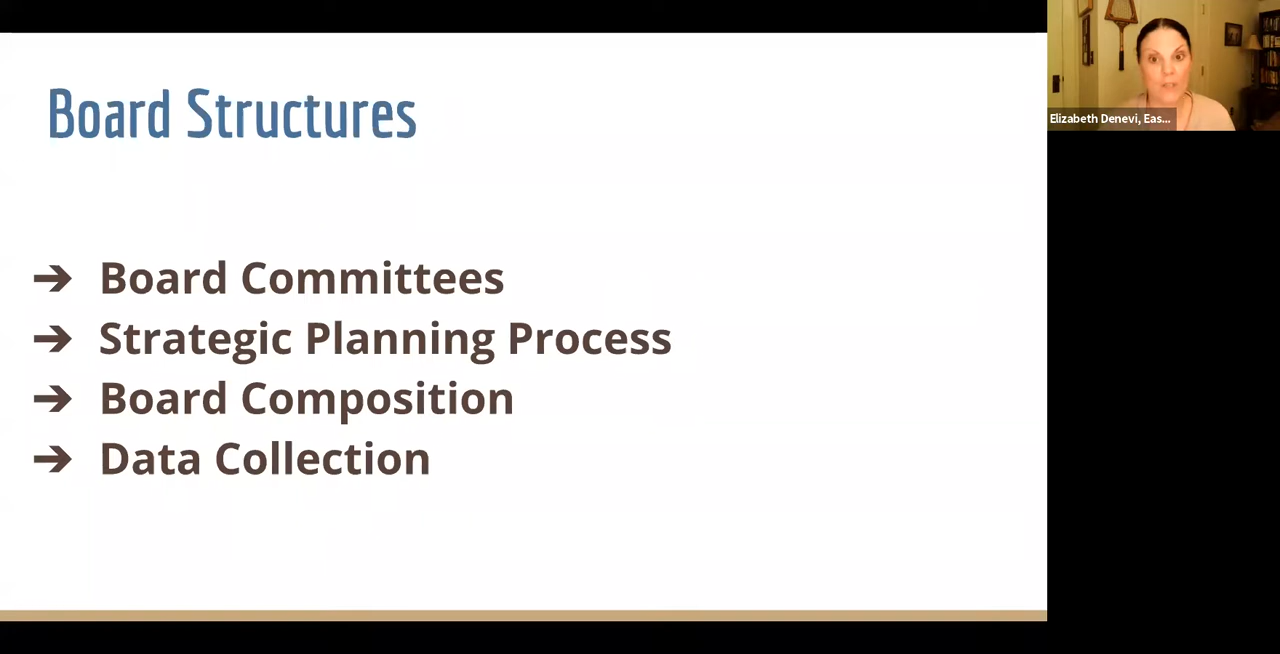 Board Structures
Elizabeth Denevi, Eas...
➔ Board Committees
➔ Strategic Planning Process
➔ Board Composition
➔ Data Collection